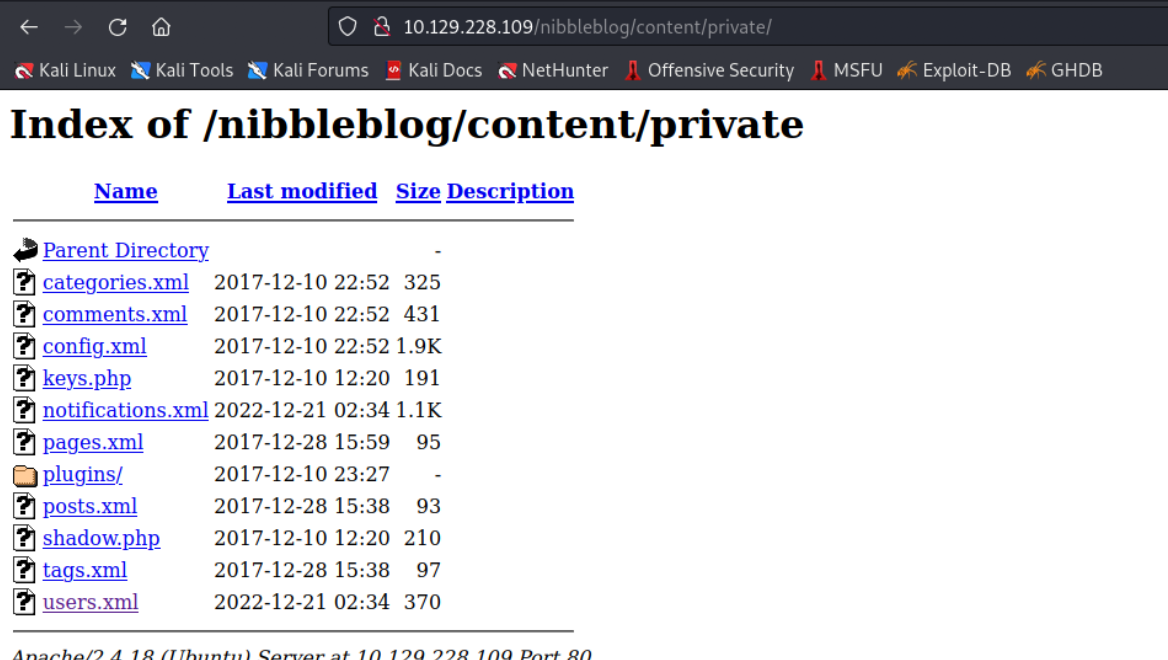 10.129.228.109/nibbleblog/content/private/
Kali Linux Kali Tools Kali Forums Kali Docs NetHunter Offensive Security MSFU Exploit-DB GHDB
Index of /nibbleblog/content/private
Name Last modified Size Description
Parent Directory -
categories.xml 2017-12-10 22:52 325
comments.xml 2017-12-10 22:52 431
config.xml 2017-12-10 22:52 1.9K
keys.php 2017-12-10 12:20 191
notifications.xml 2022-12-21 02:34 1.1K
pages.xml 2017-12-28 15:59 95
plugins/ 2017-12-10 23:27 -
posts.xml 2017-12-28 15:38 93
shadow.php 2017-12-10 12:20 210
tags.xml 2017-12-28 15:38 97
users.xml 2022-12-21 02:34 370
Apache/2.4.18 (Ubuntu) Server at 10.129.228.109 Port 80